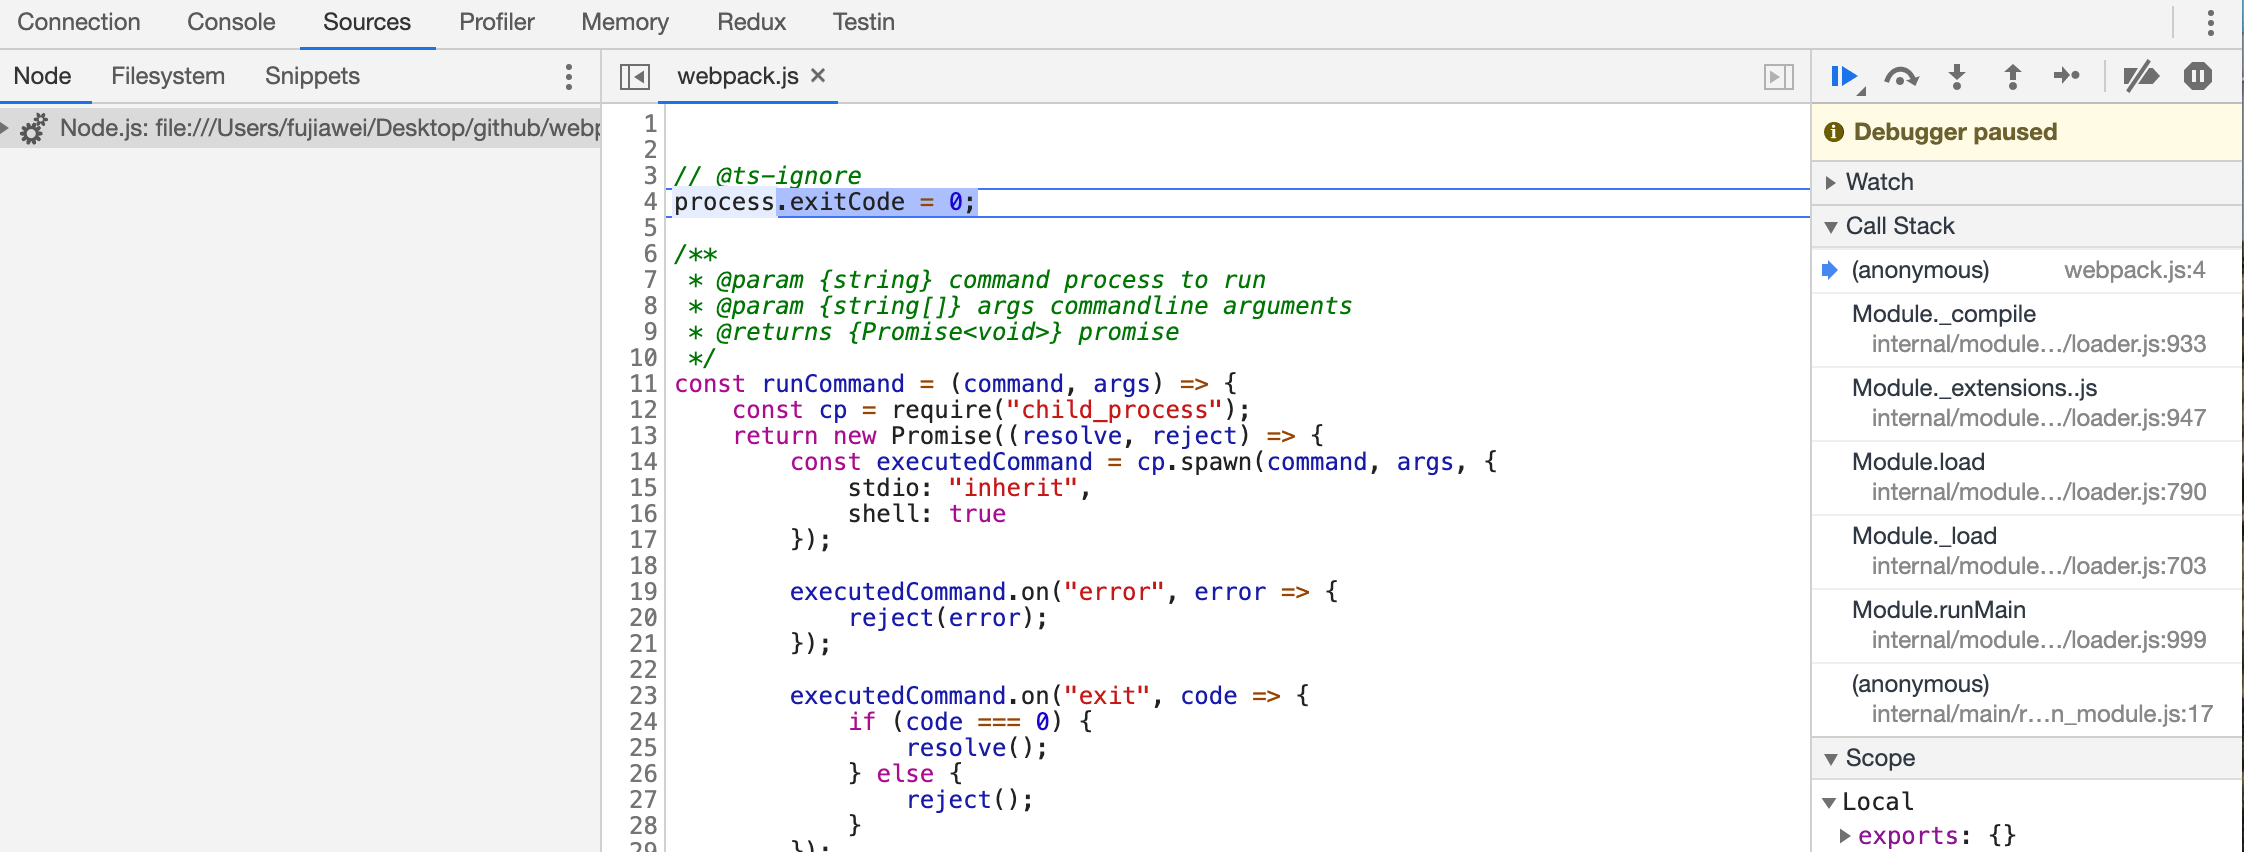 Connection Console Sources Profiler Memory Redux Testin
Node Filesystem Snippets
Node.js: file:///Users/fujiawei/Desktop/github/webp
webpack.js ×
1
2
3 // @ts-ignore
4 process.exitCode = 0;
5
6 /**
7  * @param {string} command process to run
8  * @param {string[]} args commandline arguments
9  * @returns {Promise<void>} promise
10  */
11 const runCommand = (command, args) => {
12     const cp = require("child_process");
13     return new Promise((resolve, reject) => {
14         const executedCommand = cp.spawn(command, args, {
15             stdio: "inherit",
16             shell: true
17         });
18
19         executedCommand.on("error", error => {
20             reject(error);
21         });
22
23         executedCommand.on("exit", code => {
24             if (code === 0) {
25                 resolve();
26             } else {
27                 reject();
28             }
29         });
Debugger paused
Watch
Call Stack
(anonymous) webpack.js:4
Module._compile
internal/module…/loader.js:933
Module._extensions..js
internal/module…/loader.js:947
Module.load
internal/module…/loader.js:790
Module._load
internal/module…/loader.js:703
Module.runMain
internal/module…/loader.js:999
(anonymous)
internal/main/r…n_module.js:17
Scope
Local
exports: {}